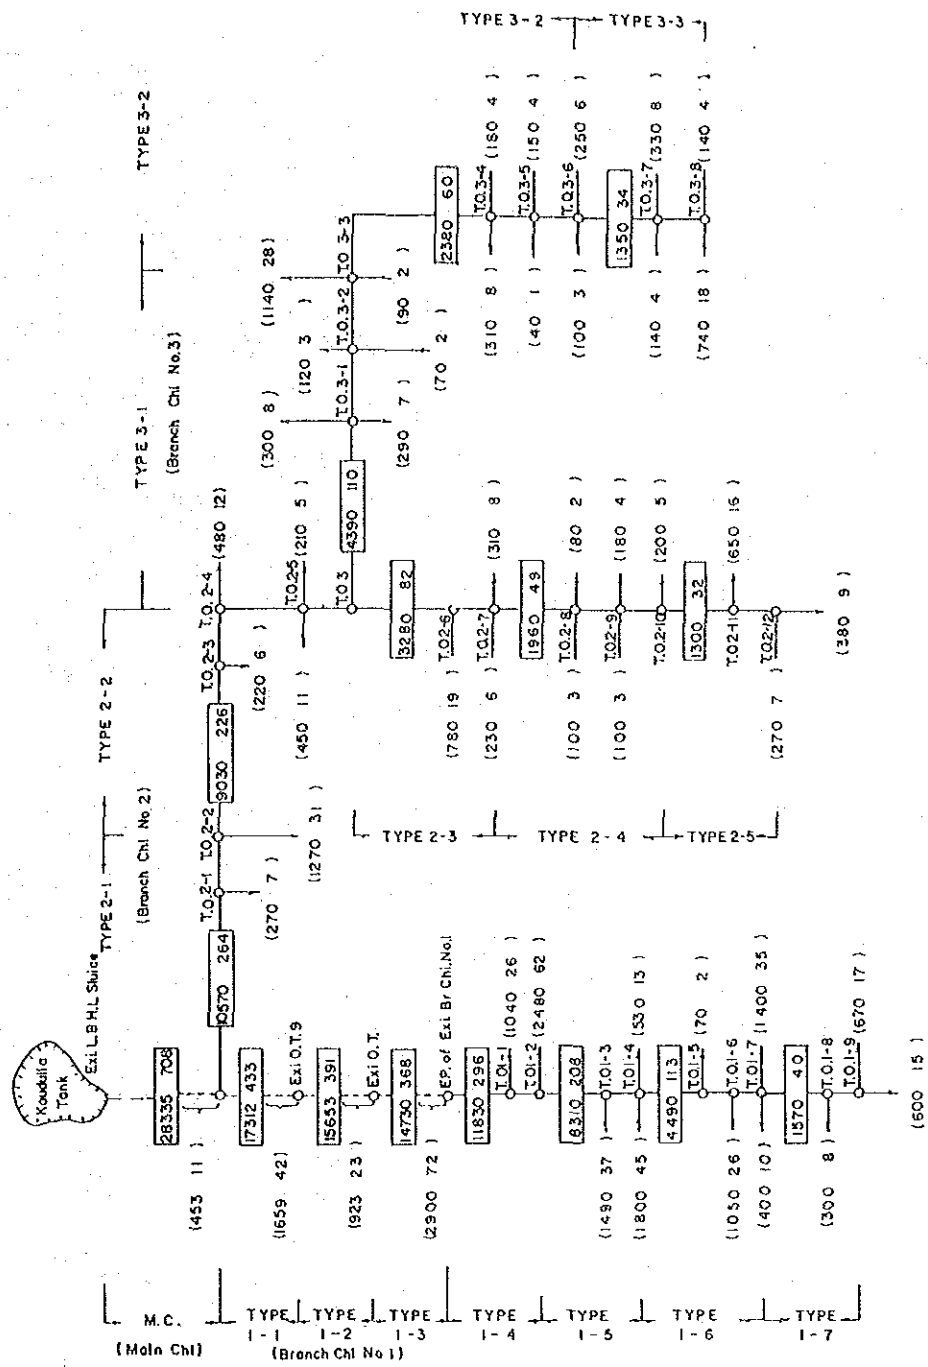 TYPE 3-2
TYPE 3-3
TYPE 3-1
TYPE 3-2
(Branch Chl No.3)
TYPE 2-1
TYPE 2-2
(Branch Chl No. 2)
Kaudulla
Tank
Exi L.B H.L Sluice
28335 708
(453 11)
10570 264
T.O.2-1
(270 7)
T.O.2-2
(1270 31)
9030 226
T.O.2-3
(220 6)
T.O.2-4
(480 12)
T.O.2-5
(450 11)
(210 5)
T.O 3
4390 110
T.O.3-1
(300 8)
(290 7)
T.O.3-2
(120 3)
(70 2)
T.O 3-3
(1140 28)
(90 2)
2380 60
T.O.3-4
(310 8)
(180 4)
T.O.3-5
(40 1)
(150 4)
T.O.3-6
(100 3)
(250 6)
1350 34
T.O.3-7
(140 4)
(330 8)
T.O.3-8
(740 18)
(140 4)
3280 82
T.O.2-6
(780 19)
T.O.2-7
(230 6)
(310 8)
1960 49
T.O.2-8
(100 3)
(80 2)
T.O.2-9
(100 3)
(180 4)
T.O.2-10
(200 5)
1300 32
T.O.2-11
(650 16)
T.O.2-12
(270 7)
(380 9)
TYPE 2-3
TYPE 2-4
TYPE 2-5
17312 433
Exi O.T. 9
(1659 42)
15653 391
Exi O.T.
(923 23)
14730 368
EP. of Exi Br Chl. No.1
(2900 72)
11830 296
T.O.1-1
(1040 26)
T.O.1-2
(2480 62)
8310 208
T.O.1-3
(1490 37)
T.O.1-4
(1800 45)
(530 13)
4490 113
T.O.1-5
(70 2)
T.O.1-6
(1050 26)
T.O.1-7
(400 10)
(1400 35)
1570 40
T.O.1-8
(300 8)
T.O.1-9
(670 17)
(600 15)
M.C.
(Main Chl)
TYPE
1-1
TYPE
1-2
TYPE
1-3
(Branch Chl No 1)
TYPE
1-4
TYPE
1-5
TYPE
1-6
TYPE
1-7